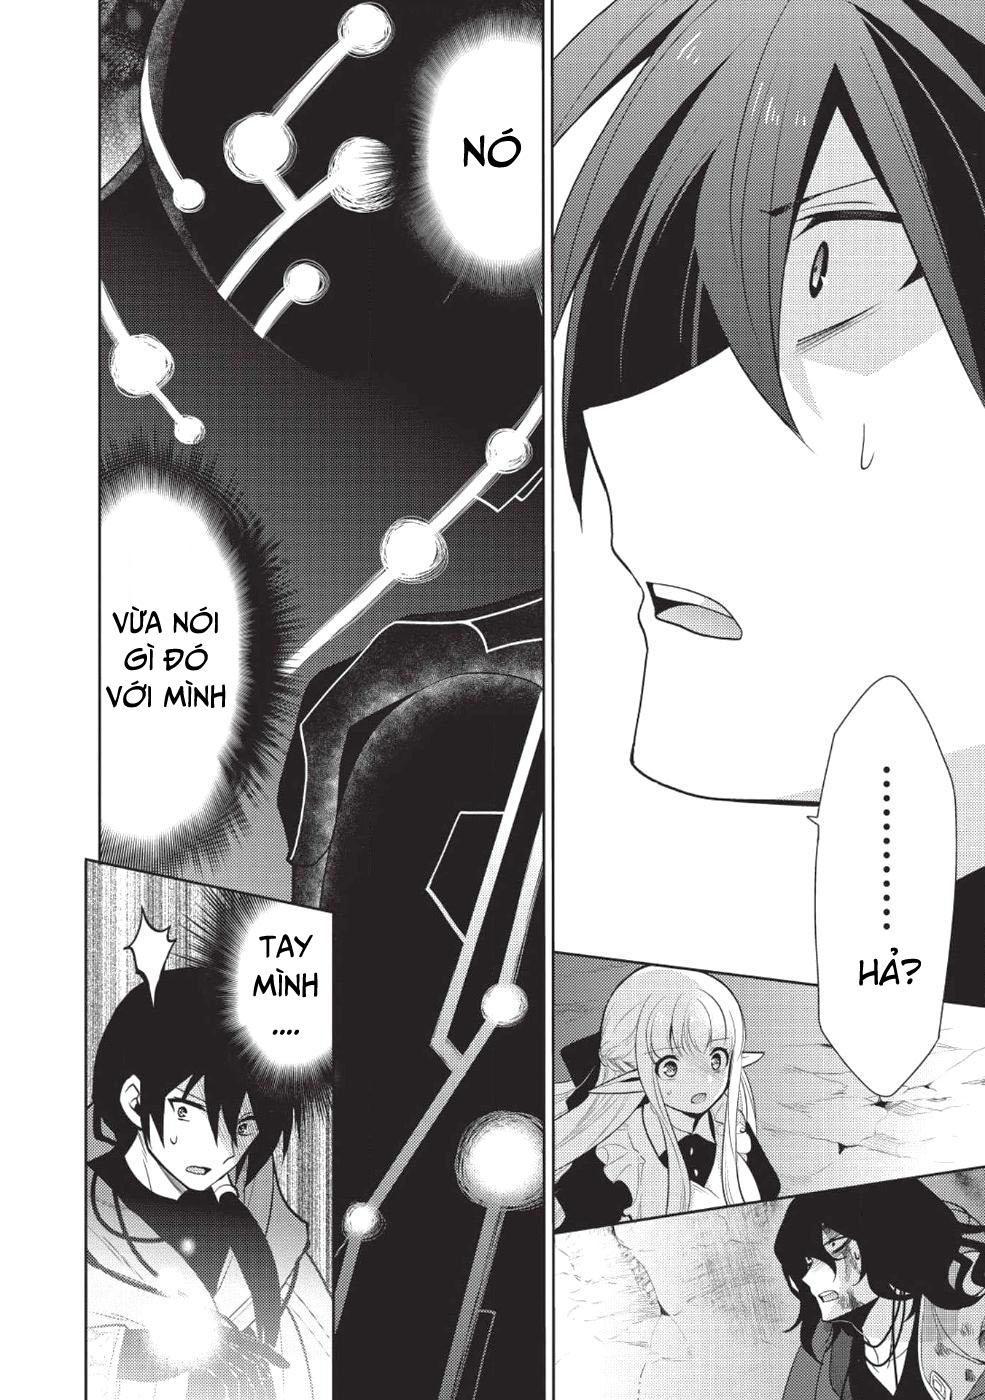 .........
HẢ?
NÓ
VỪA NÓI
GÌ ĐÓ
VỚI MÌNH
TAY
MÌNH
....